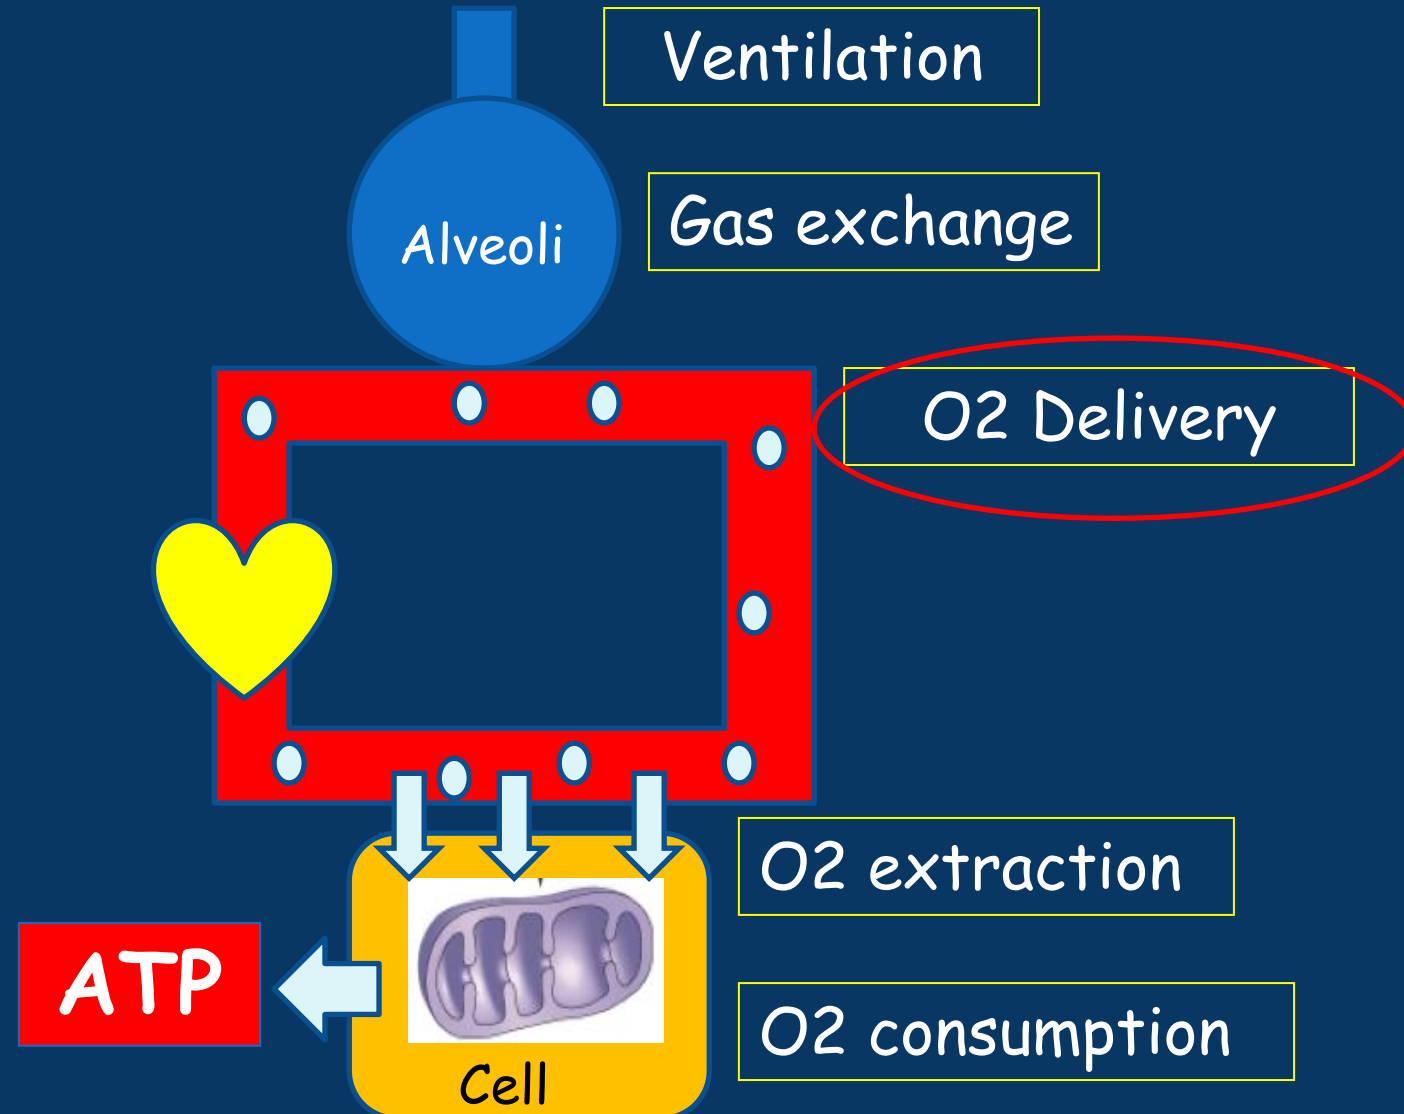 Ventilation
Alveoli
Gas exchange
O2 Delivery
O2 extraction
ATP
O2 consumption
Cell